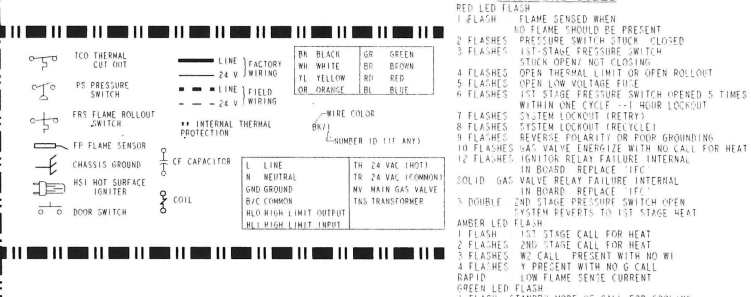 TCO THERMAL
CUT OUT
PS PRESSURE
SWITCH
FRS FLAME ROLLOUT
SWITCH
FP FLAME SENSOR
CHASSIS GROUND
HSI HOT SURFACE
IGNITER
DOOR SWITCH
LINE
24 V
FACTORY
WIRING
LINE
24 V
FIELD
WIRING
** INTERNAL THERMAL
PROTECTION
CF CAPACITOR
COIL
BK BLACK GR GREEN
WH WHITE BR BROWN
YL YELLOW RD RED
OR ORANGE BL BLUE
WIRE COLOR
BK/1
NUMBER ID (IF ANY)
L LINE TH 24 VAC (HOT)
N NEUTRAL TR 24 VAC (COMMON)
GND GROUND MV MAIN GAS VALVE
B/C COMMON TNS TRANSFORMER
HLO HIGH LIMIT OUTPUT
HLI HIGH LIMIT INPUT
RED LED FLASH
1 FLASH FLAME SENSED WHEN
NO FLAME SHOULD BE PRESENT
2 FLASHES PRESSURE SWITCH STUCK CLOSED
3 FLASHES 1ST-STAGE PRESSURE SWITCH
STUCK OPEN/ NOT CLOSING
4 FLASHES OPEN THERMAL LIMIT OR OPEN ROLLOUT
5 FLASHES OPEN LOW VOLTAGE FUSE
6 FLASHES 1ST STAGE PRESSURE SWITCH OPENED 5 TIMES
WITHIN ONE CYCLE --1 HOUR LOCKOUT
7 FLASHES SYSTEM LOCKOUT (RETRY)
8 FLASHES SYSTEM LOCKOUT (RECYCLE)
9 FLASHES REVERSE POLARITY OR POOR GROUNDING
10 FLASHES GAS VALVE ENERGIZE WITH NO CALL FOR HEAT
12 FLASHES IGNITOR RELAY FAILURE INTERNAL
IN BOARD REPLACE IFC
SOLID GAS VALVE RELAY FAILURE INTERNAL
IN BOARD REPLACE IFC
3 DOUBLE 2ND STAGE PRESSURE SWITCH OPEN
SYSTEM REVERTS TO 1ST STAGE HEAT
AMBER LED FLASH
1 FLASH 1ST STAGE CALL FOR HEAT
2 FLASHES 2ND STAGE CALL FOR HEAT
3 FLASHES W2 CALL PRESENT WITH NO W1
4 FLASHES Y PRESENT WITH NO G CALL
RAPID LOW FLAME SENSE CURRENT
GREEN LED FLASH